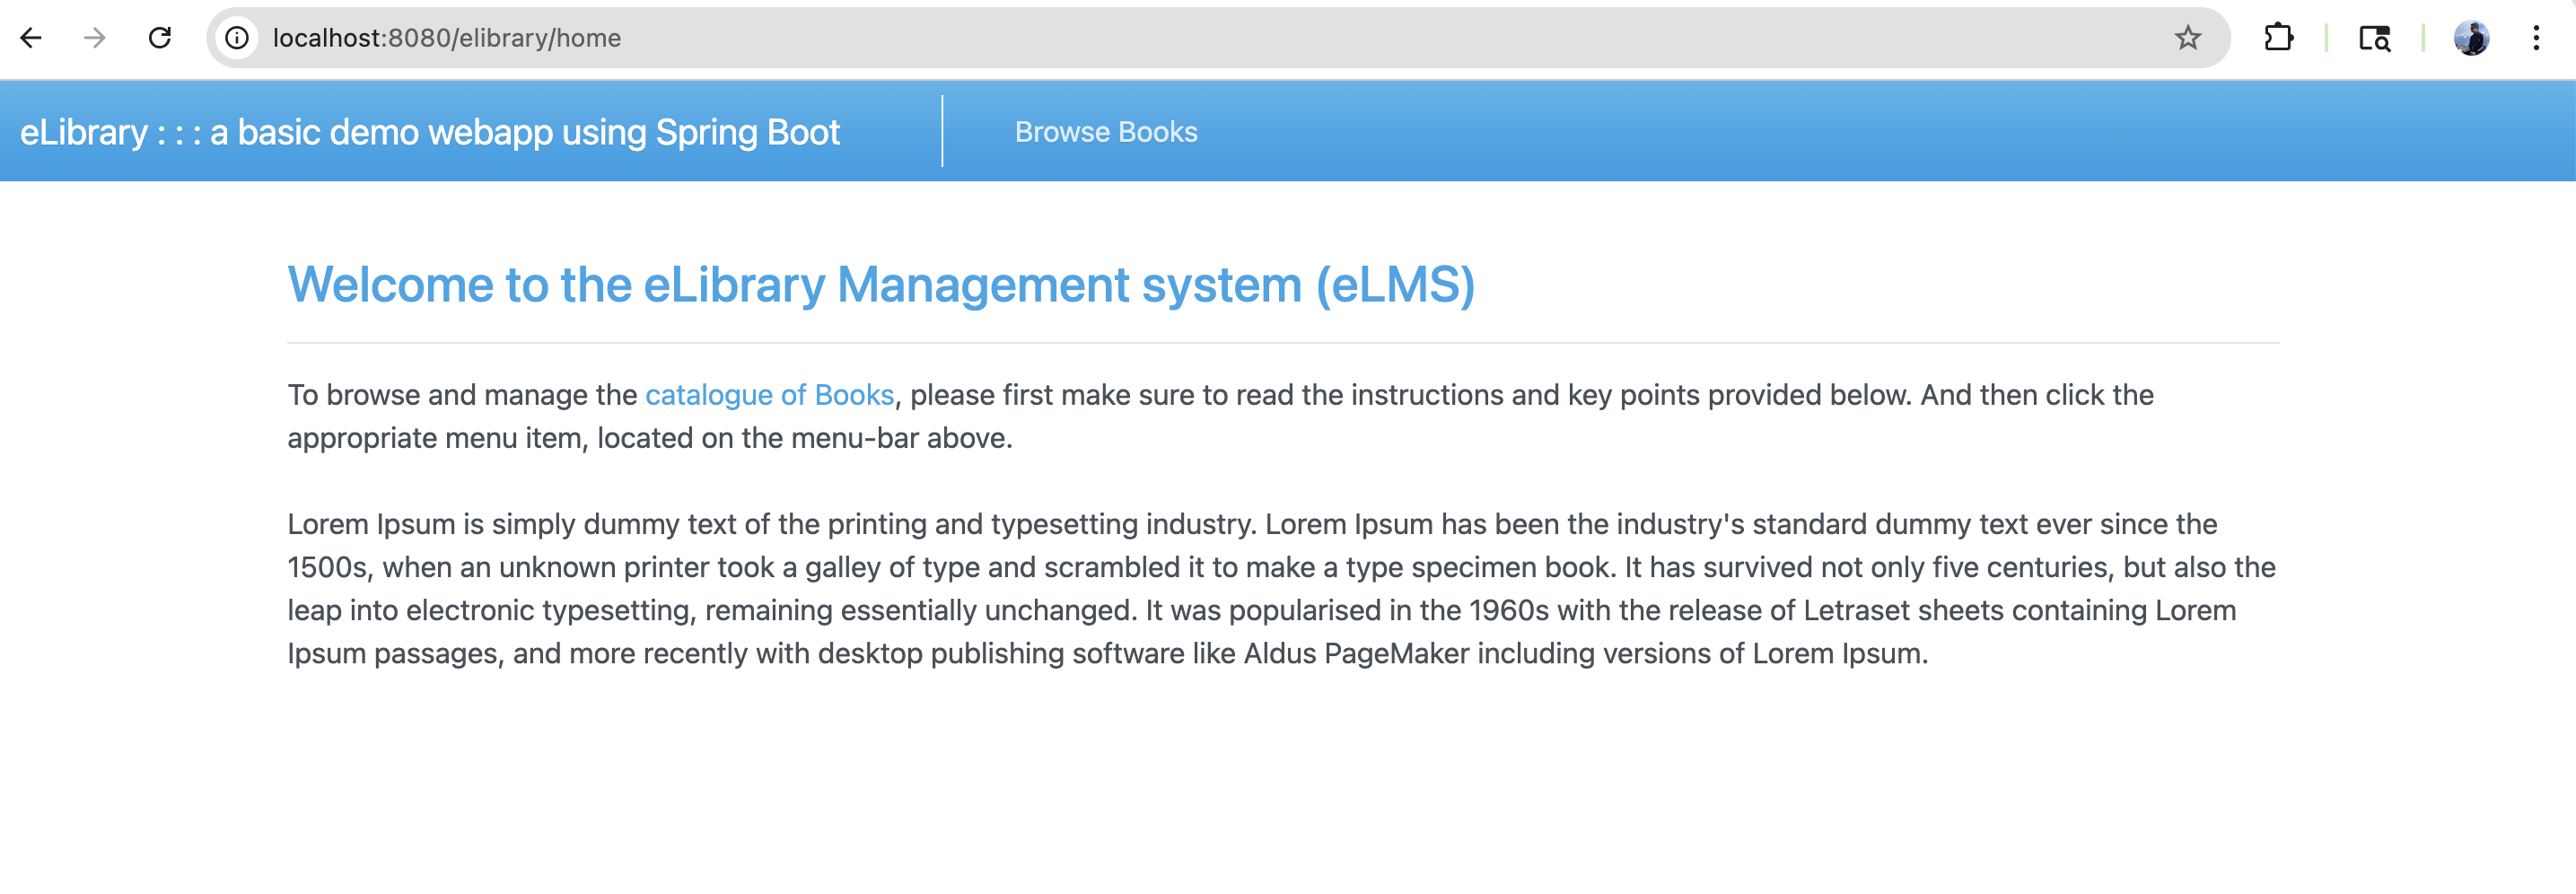 localhost:8080/elibrary/home
eLibrary : : : a basic demo webapp using Spring Boot
Browse Books
Welcome to the eLibrary Management system (eLMS)
To browse and manage the catalogue of Books, please first make sure to read the instructions and key points provided below. And then click the
appropriate menu item, located on the menu-bar above.
Lorem Ipsum is simply dummy text of the printing and typesetting industry. Lorem Ipsum has been the industry's standard dummy text ever since the
1500s, when an unknown printer took a galley of type and scrambled it to make a type specimen book. It has survived not only five centuries, but also the
leap into electronic typesetting, remaining essentially unchanged. It was popularised in the 1960s with the release of Letraset sheets containing Lorem
Ipsum passages, and more recently with desktop publishing software like Aldus PageMaker including versions of Lorem Ipsum.